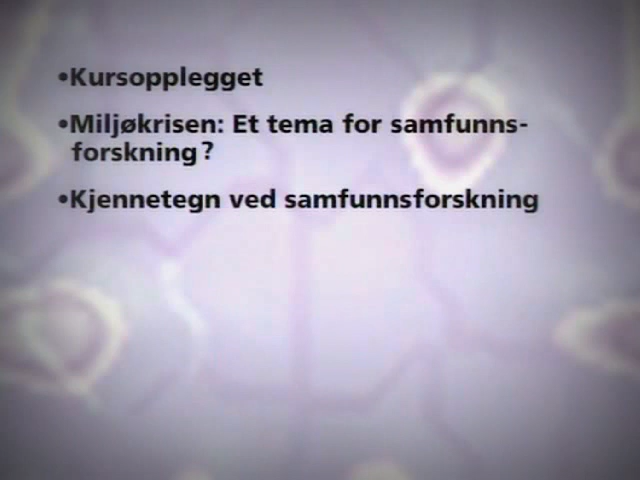 •Kursopplegget
•Miljøkrisen: Et tema for samfunns-
forskning?
•Kjennetegn ved samfunnsforskning